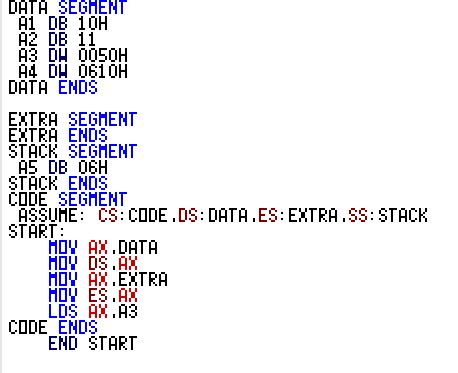 DATA SEGMENT
A1 DB 10H
A2 DB 11
A3 DW 0050H
A4 DW 0610H
DATA ENDS
EXTRA SEGMENT
EXTRA ENDS
STACK SEGMENT
A5 DB 06H
STACK ENDS
CODE SEGMENT
ASSUME: CS:CODE.DS:DATA.ES:EXTRA.SS:STACK
START:
MOV AX.DATA
MOV DS.AX
MOV AX.EXTRA
MOV ES.AX
LDS AX.A3
CODE ENDS
END START